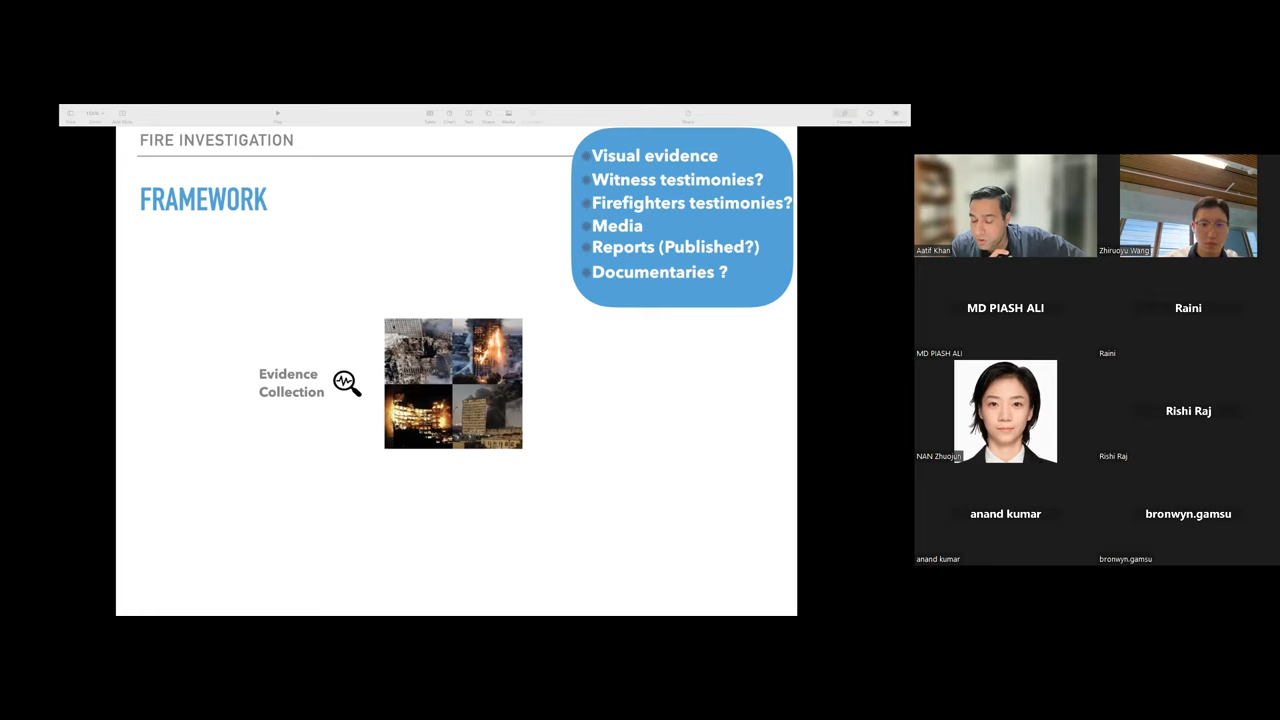 FIRE INVESTIGATION
FRAMEWORK
Visual evidence
Witness testimonies?
Firefighters testimonies?
Media
Reports (Published?)
Documentaries ?
Evidence
Collection
Aatif Khan
Zhiruoyu Wang
MD PIASH ALI
Raini
MD PIASH ALI
Raini
Rishi Raj
NAN Zhuojun
Rishi Raj
anand kumar
bronwyn.gamsu
anand kumar
bronwyn.gamsu